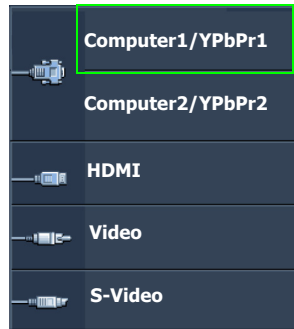 Computer1/YPbPr1
Computer2/YPbPr2
HDMI
Video
S-Video